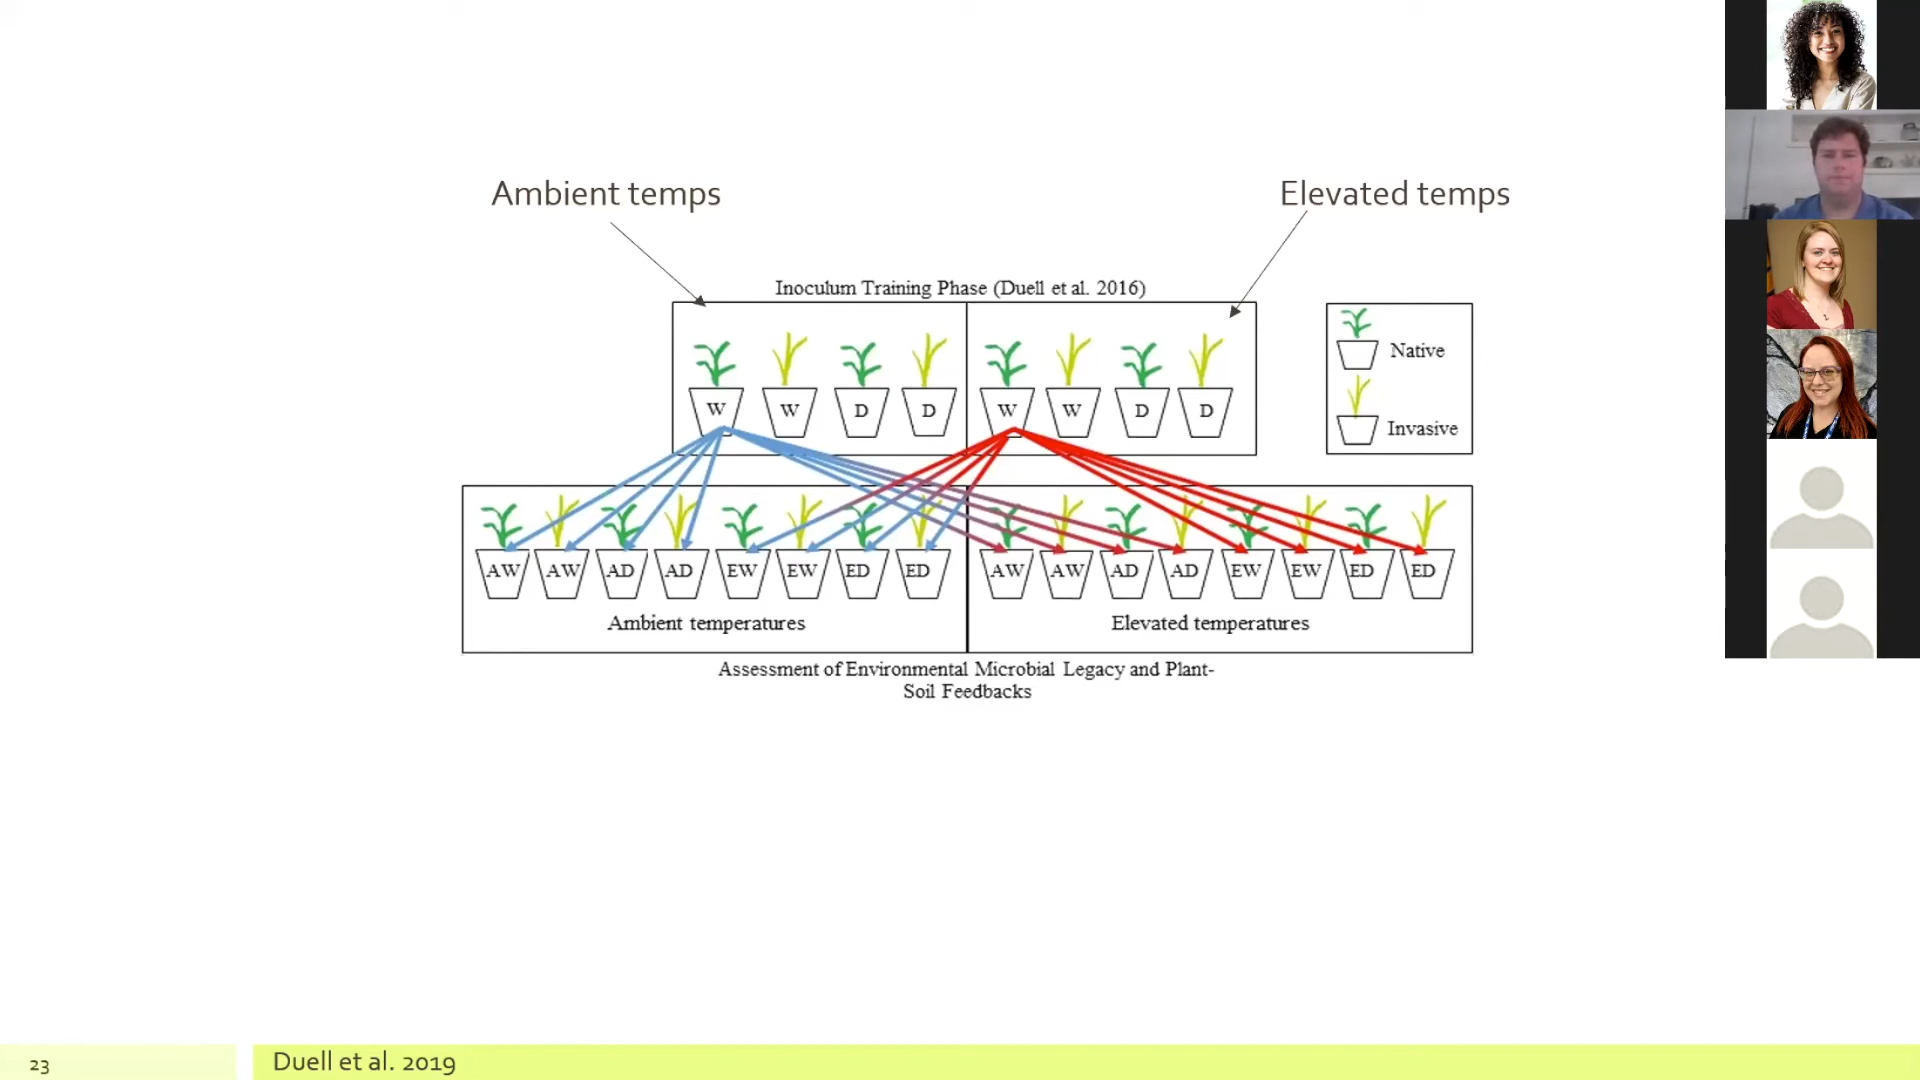 Ambient temps
Elevated temps
Inoculum Training Phase (Duell et al. 2016)
W W D D W W D D
Native
Invasive
AW AW AD AD EW EW ED ED AW AW AD AD EW EW ED ED
Ambient temperatures
Elevated temperatures
Assessment of Environmental Microbial Legacy and Plant-
Soil Feedbacks
23
Duell et al. 2019